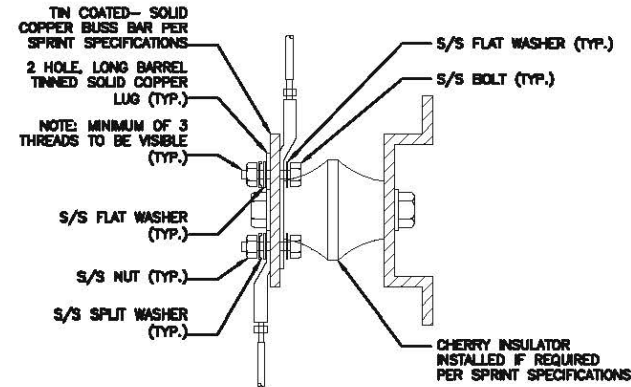 TIN COATED- SOLID
COPPER BUSS BAR PER
SPRINT SPECIFICATIONS
2 HOLE, LONG BARREL
TINNED SOLID COPPER
LUG (TYP.)
NOTE: MINIMUM OF 3
THREADS TO BE VISIBLE
(TYP.)
S/S FLAT WASHER
(TYP.)
S/S NUT (TYP.)
S/S SPLIT WASHER
(TYP.)
S/S FLAT WASHER (TYP.)
S/S BOLT (TYP.)
CHERRY INSULATOR
INSTALLED IF REQUIRED
PER SPRINT SPECIFICATIONS